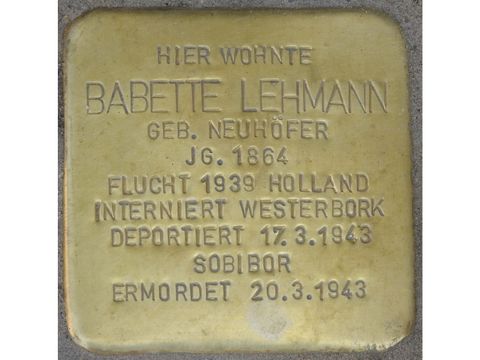 HIER WOHNTE
BABETTE LEHMANN
GEB. NEUHÖFER
JG. 1864
FLUCHT 1939 HOLLAND
INTERNIERT WESTERBORK
DEPORTIERT 17.3.1943
SOBIBOR
ERMORDET 20.3.1943